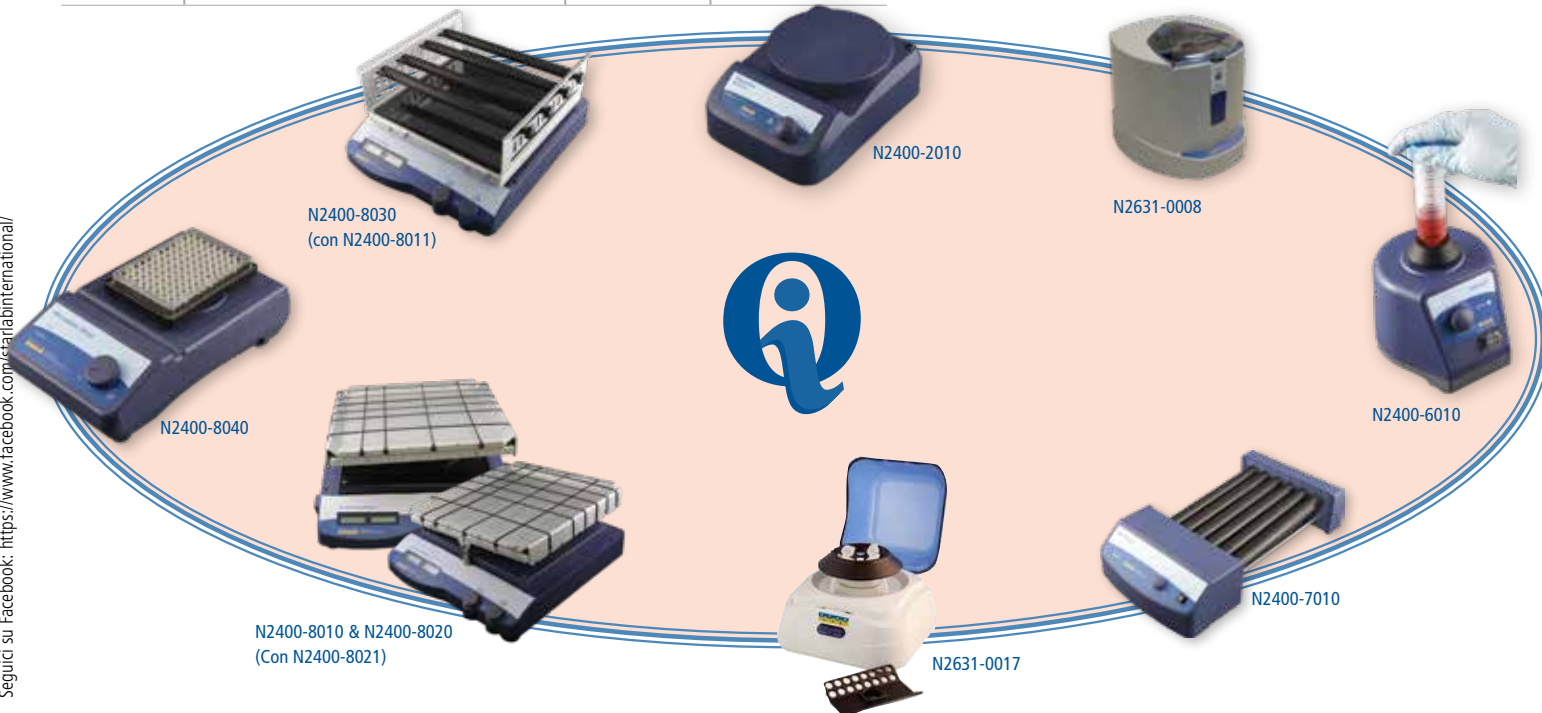 N2400-2010
N2631-0008
N2400-8030
(con N2400-8011)
N2400-6010
N2400-8040
N2400-7010
N2400-8010 & N2400-8020
(Con N2400-8021)
N2631-0017
Seguici su Facebook: https://www.facebook.com/starlabinternational/